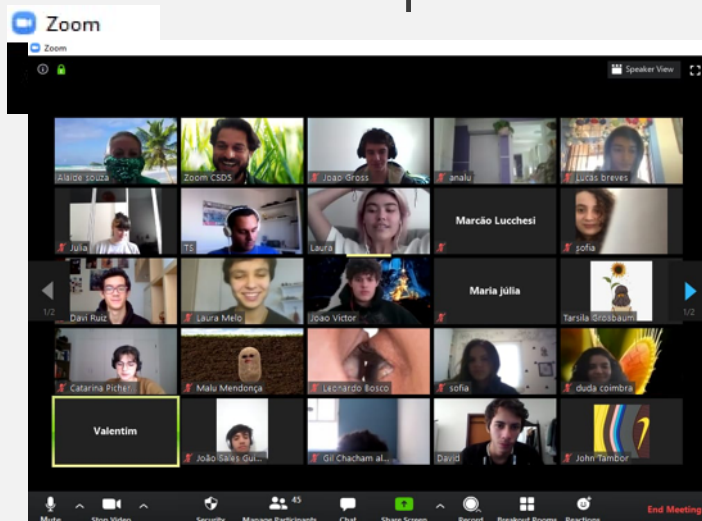 Zoom
Zoom
Speaker View
Alaide souza
Zoom CSD5
Joao Gross
analu
Lucas breves
Julia
TS
Laura
Marcão Lucchesi
sofia
1/2
Davi Ruiz
Laura Melo
Joao Victor
Maria júlia
Tarsila Grosbaum
1/2
Catarina Picher...
Malu Mendonça
Leonardo Bosco
sofia
duda coimbra
Valentim
João Sales Gui...
Gil Chacham al...
David
John Tambor
45
Mute
Stop Video
Security
Manage Participants
Chat
Share Screen
Record
Breakout Rooms
Reactions
End Meeting